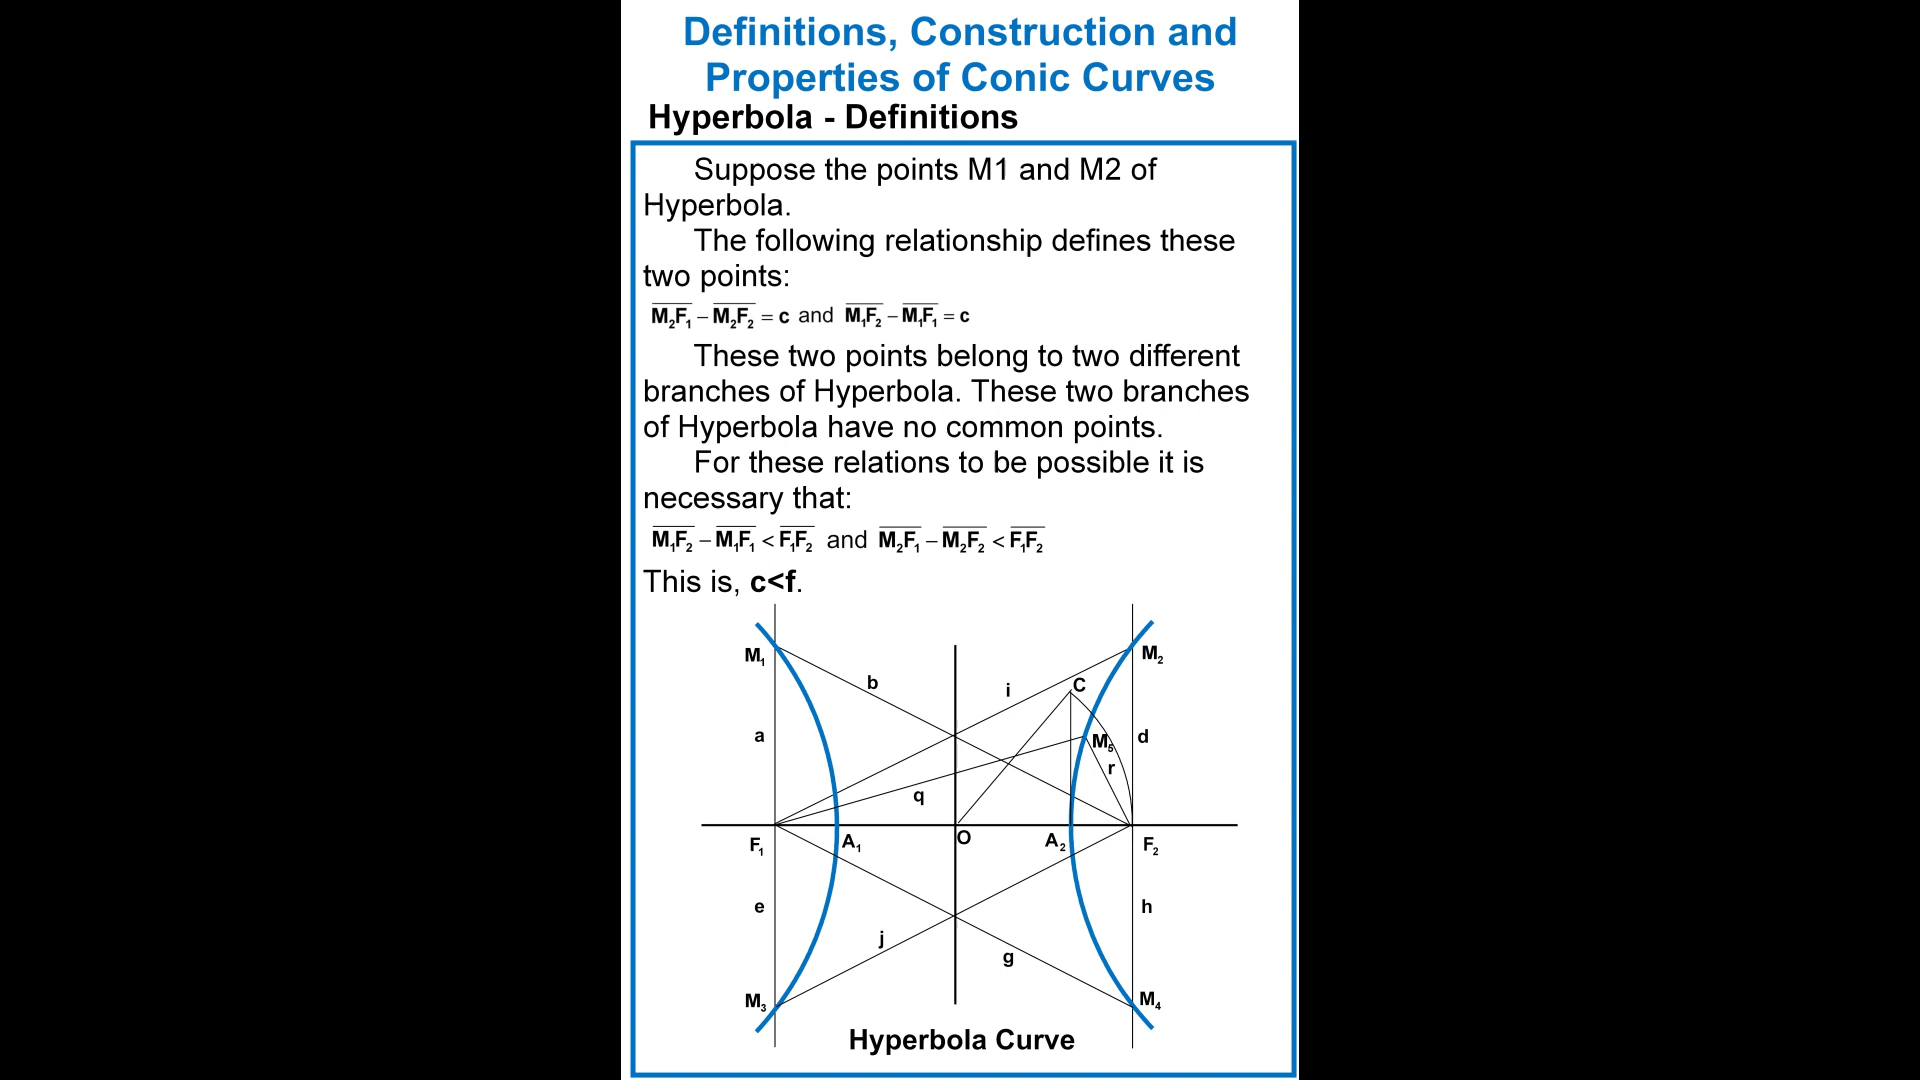 Definitions, Construction and
Properties of Conic Curves
Hyperbola - Definitions
Suppose the points M1 and M2 of
Hyperbola.
The following relationship defines these
two points:
M₂F₁ – M₂F₂ = c and M₁F₂ – M₁F₁ = c
These two points belong to two different
branches of Hyperbola. These two branches
of Hyperbola have no common points.
For these relations to be possible it is
necessary that:
M₁F₂ – M₁F₁ < F₁F₂ and M₂F₁ – M₂F₂ < F₁F₂
This is, c<f.
M₁ M₂
b i C
a M₅ d
r
q
F₁ A₁ O A₂ F₂
e h
j g
M₃ M₄
Hyperbola Curve